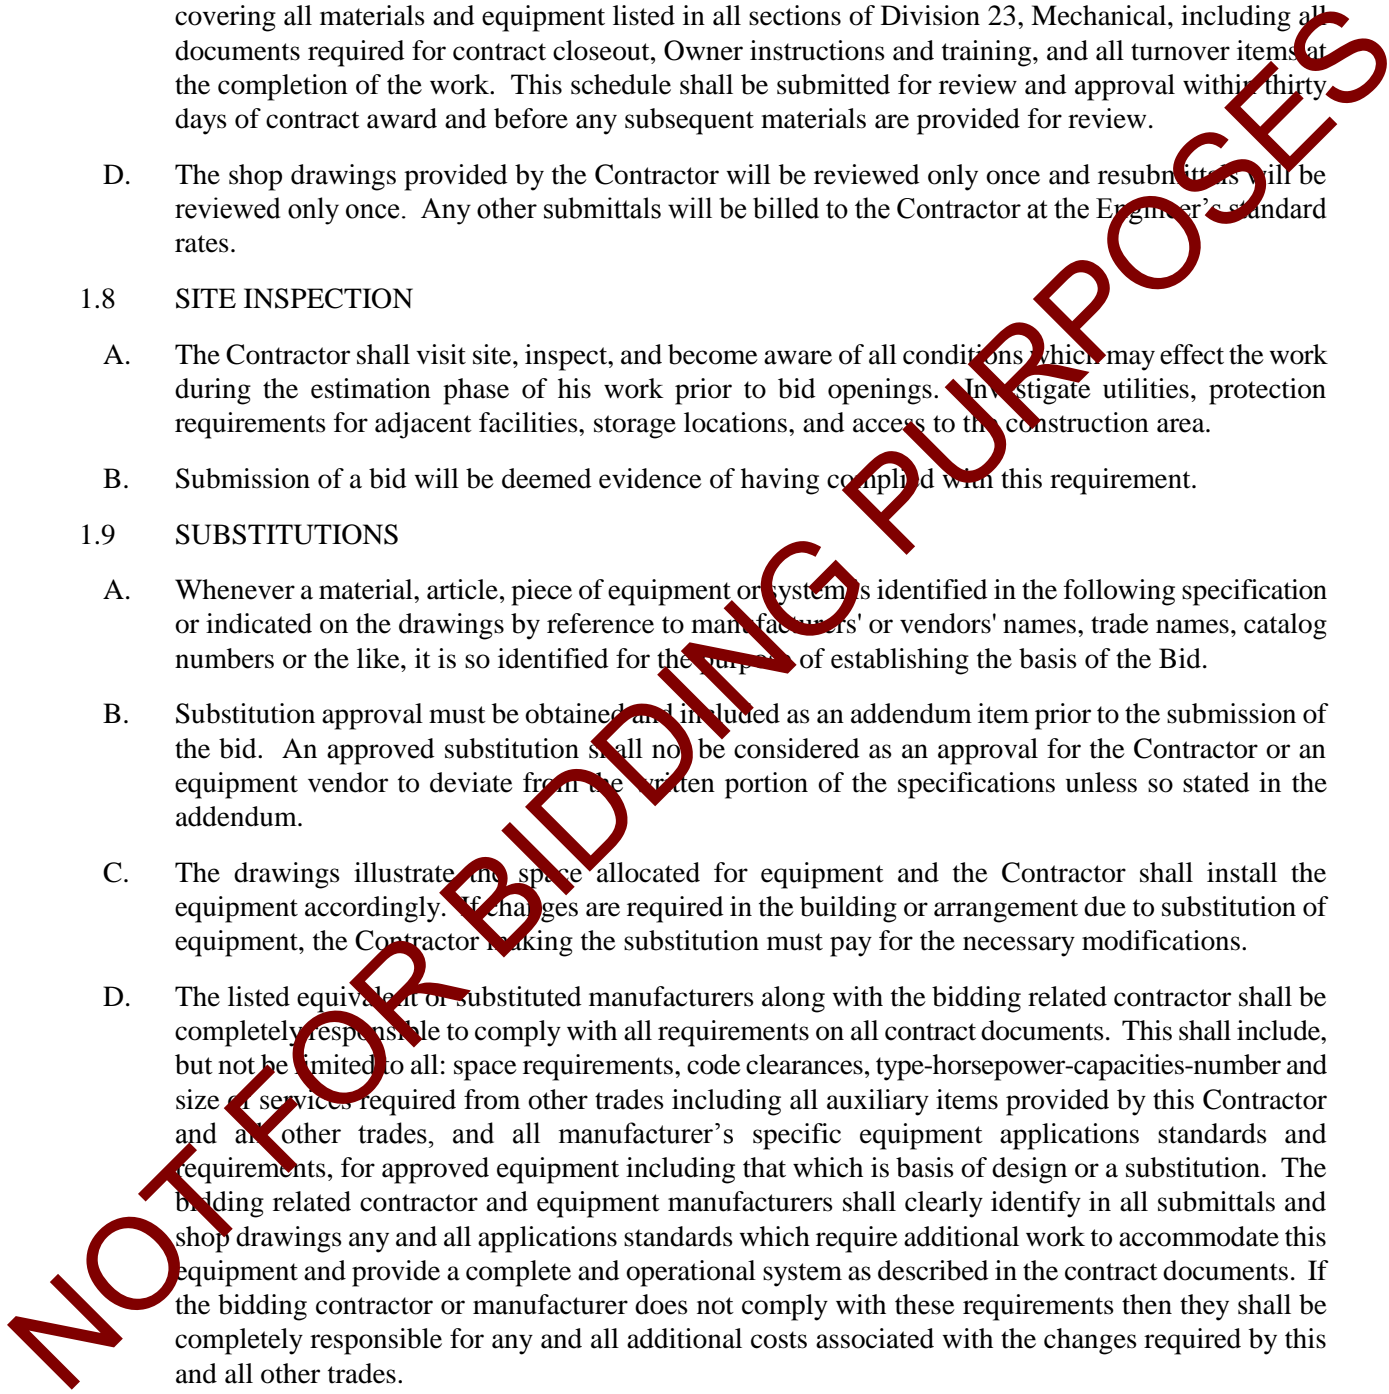 covering all materials and equipment listed in all sections of Division 23, Mechanical, including all
documents required for contract closeout, Owner instructions and training, and all turnover items at
the completion of the work. This schedule shall be submitted for review and approval within thirty
days of contract award and before any subsequent materials are provided for review.
D. The shop drawings provided by the Contractor will be reviewed only once and resubmittals will be
reviewed only once. Any other submittals will be billed to the Contractor at the Engineer’s standard
rates.
1.8 SITE INSPECTION
A. The Contractor shall visit site, inspect, and become aware of all conditions which may effect the work
during the estimation phase of his work prior to bid openings. Investigate utilities, protection
requirements for adjacent facilities, storage locations, and access to the construction area.
B. Submission of a bid will be deemed evidence of having complied with this requirement.
1.9 SUBSTITUTIONS
A. Whenever a material, article, piece of equipment or system is identified in the following specification
or indicated on the drawings by reference to manufacturers' or vendors' names, trade names, catalog
numbers or the like, it is so identified for the purpose of establishing the basis of the Bid.
B. Substitution approval must be obtained and included as an addendum item prior to the submission of
the bid. An approved substitution shall not be considered as an approval for the Contractor or an
equipment vendor to deviate from the written portion of the specifications unless so stated in the
addendum.
C. The drawings illustrate the space allocated for equipment and the Contractor shall install the
equipment accordingly. If changes are required in the building or arrangement due to substitution of
equipment, the Contractor making the substitution must pay for the necessary modifications.
D. The listed equivalent or substituted manufacturers along with the bidding related contractor shall be
completely responsible to comply with all requirements on all contract documents. This shall include,
but not be limited to all: space requirements, code clearances, type-horsepower-capacities-number and
size of services required from other trades including all auxiliary items provided by this Contractor
and all other trades, and all manufacturer’s specific equipment applications standards and
requirements, for approved equipment including that which is basis of design or a substitution. The
bidding related contractor and equipment manufacturers shall clearly identify in all submittals and
shop drawings any and all applications standards which require additional work to accommodate this
equipment and provide a complete and operational system as described in the contract documents. If
the bidding contractor or manufacturer does not comply with these requirements then they shall be
completely responsible for any and all additional costs associated with the changes required by this
and all other trades.
NOT FOR BIDDING PURPOSES